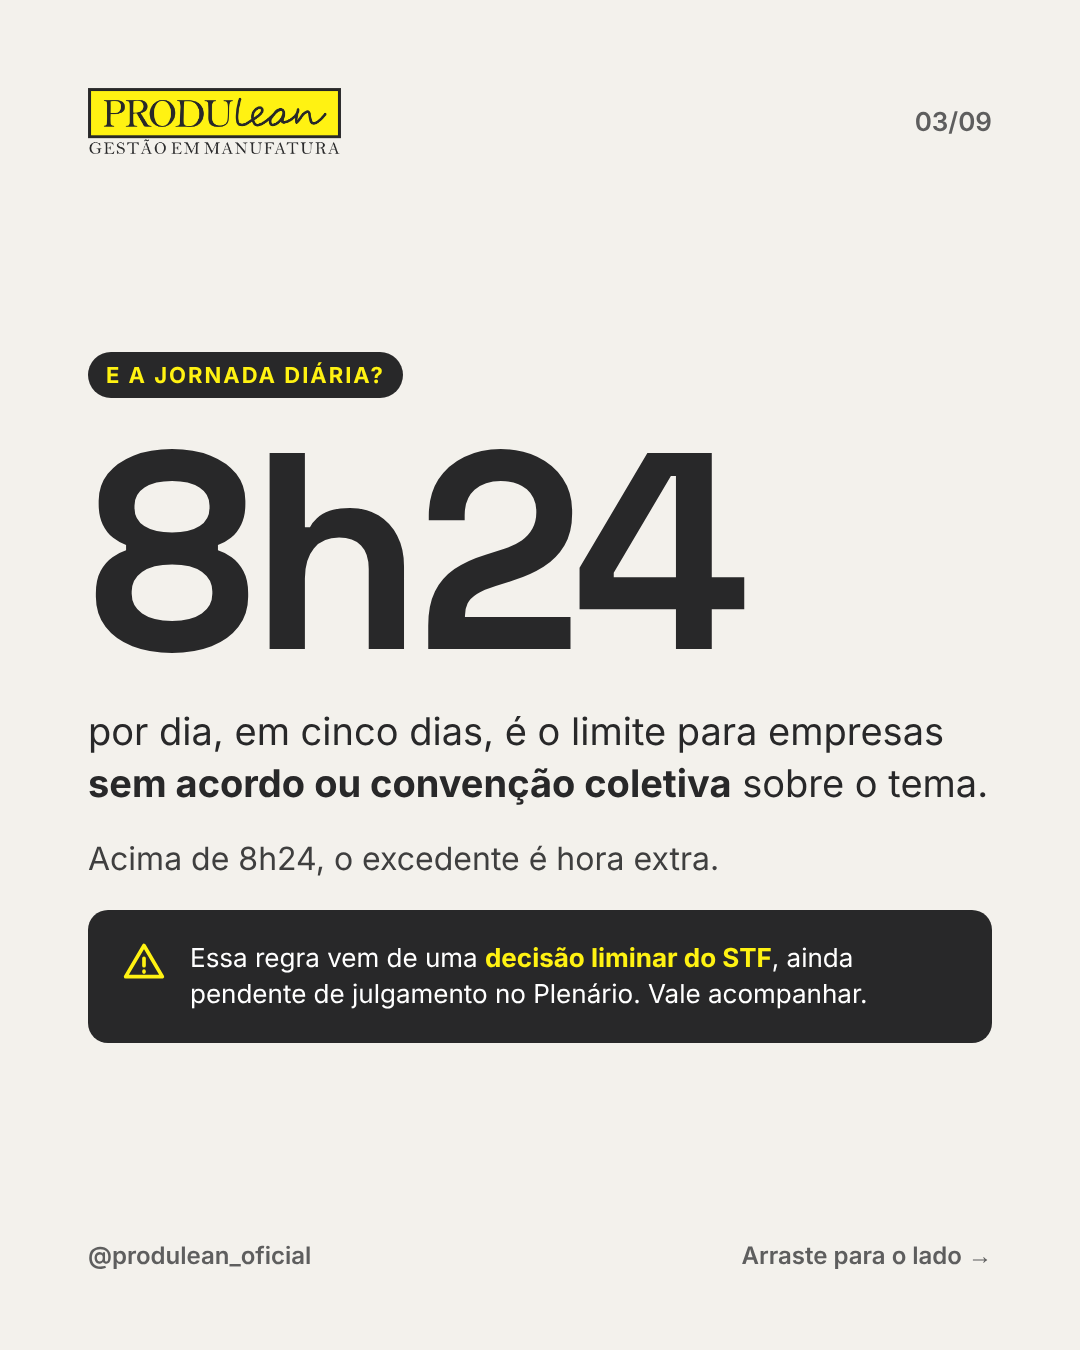 PRODUlean
GESTÃO EM MANUFATURA
03/09
E A JORNADA DIÁRIA?
8h24
por dia, em cinco dias, é o limite para empresas
sem acordo ou convenção coletiva sobre o tema.
Acima de 8h24, o excedente é hora extra.
Essa regra vem de uma decisão liminar do STF, ainda
pendente de julgamento no Plenário. Vale acompanhar.
@produlean_oficial
Arraste para o lado →